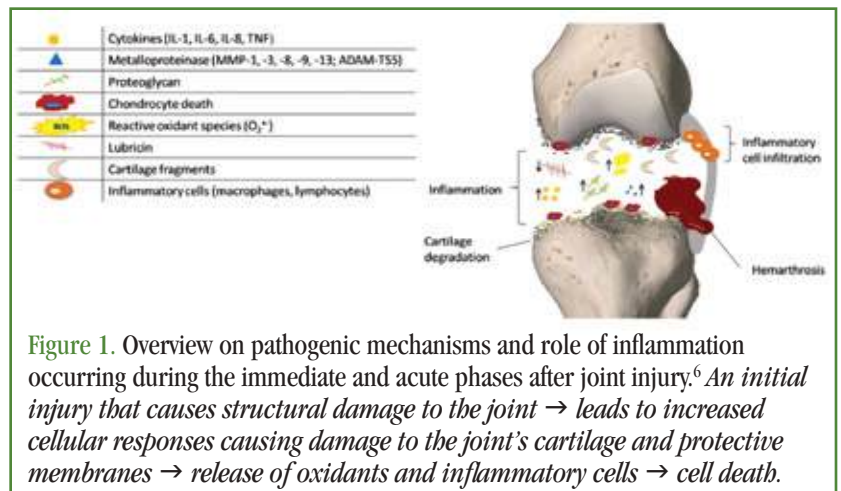 Cytokines (IL-1, IL-6, IL-8, TNF)
Metalloproteinase (MMP-1, -3, -8, -9, -13; ADAM-TS5)
Proteoglycan
Chondrocyte death
ROS
Reactive oxidant species (O₂•-)
Lubricin
Cartilage fragments
Inflammatory cells (macrophages, lymphocytes)
Inflammatory
cell infiltration
Inflammation
Cartilage
degradation
Hemarthrosis
Figure 1. Overview on pathogenic mechanisms and role of inflammation
occurring during the immediate and acute phases after joint injury.⁶ An initial
injury that causes structural damage to the joint → leads to increased
cellular responses causing damage to the joint's cartilage and protective
membranes → release of oxidants and inflammatory cells → cell death.